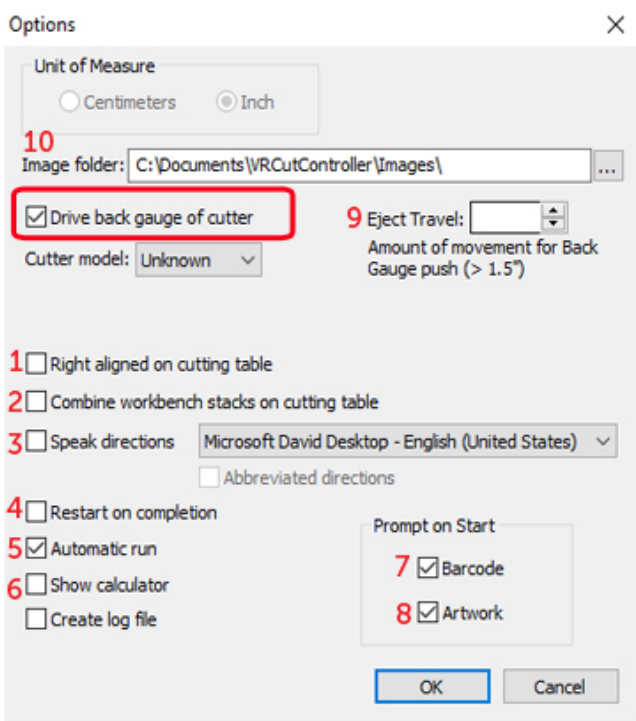 Options
Unit of Measure
Centimeters
Inch
10
Image folder: C:\Documents\VRCutController\Images\ ...
Drive back gauge of cutter
9 Eject Travel:
Amount of movement for Back
Gauge push (> 1.5")
Cutter model: Unknown
1 Right aligned on cutting table
2 Combine workbench stacks on cutting table
3 Speak directions Microsoft David Desktop - English (United States)
Abbreviated directions
4 Restart on completion
5 Automatic run
6 Show calculator
Create log file
Prompt on Start
7 Barcode
8 Artwork
OK
Cancel